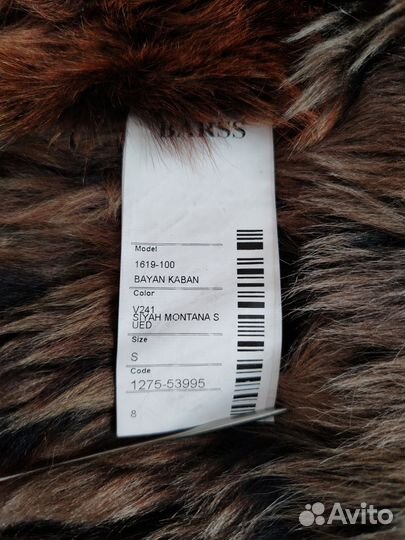 BARSS
Model
1619-100
BAYAN KABAN
Color
V241
SIYAH MONTANA S
UED
Size
S
Code
1275-53995
8
Avito